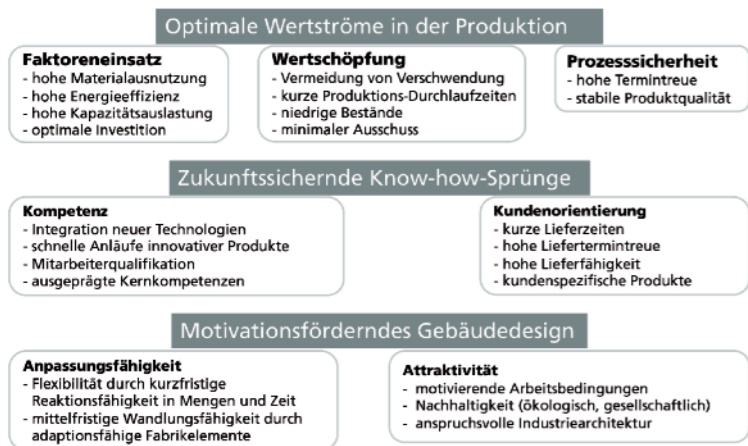 Optimale Wertströme in der Produktion
Faktoreneinsatz
- hohe Materialausnutzung
- hohe Energieeffizienz
- hohe Kapazitätsauslastung
- optimale Investition
Wertschöpfung
- Vermeidung von Verschwendung
- kurze Produktions-Durchlaufzeiten
- niedrige Bestände
- minimaler Ausschuss
Prozesssicherheit
- hohe Termintreue
- stabile Produktqualität
Zukunftssichernde Know-how-Sprünge
Kompetenz
- Integration neuer Technologien
- schnelle Anläufe innovativer Produkte
- Mitarbeiterqualifikation
- ausgeprägte Kernkompetenzen
Kundenorientierung
- kurze Lieferzeiten
- hohe Liefertermintreue
- hohe Lieferfähigkeit
- kundenspezifische Produkte
Motivationsförderndes Gebäudedesign
Anpassungsfähigkeit
- Flexibilität durch kurzfristige
Reaktionsfähigkeit in Mengen und Zeit
- mittelfristige Wandlungsfähigkeit durch
adaptionsfähige Fabrikelemente
Attraktivität
- motivierende Arbeitsbedingungen
- Nachhaltigkeit (ökologisch, gesellschaftlich)
- anspruchsvolle Industriearchitektur